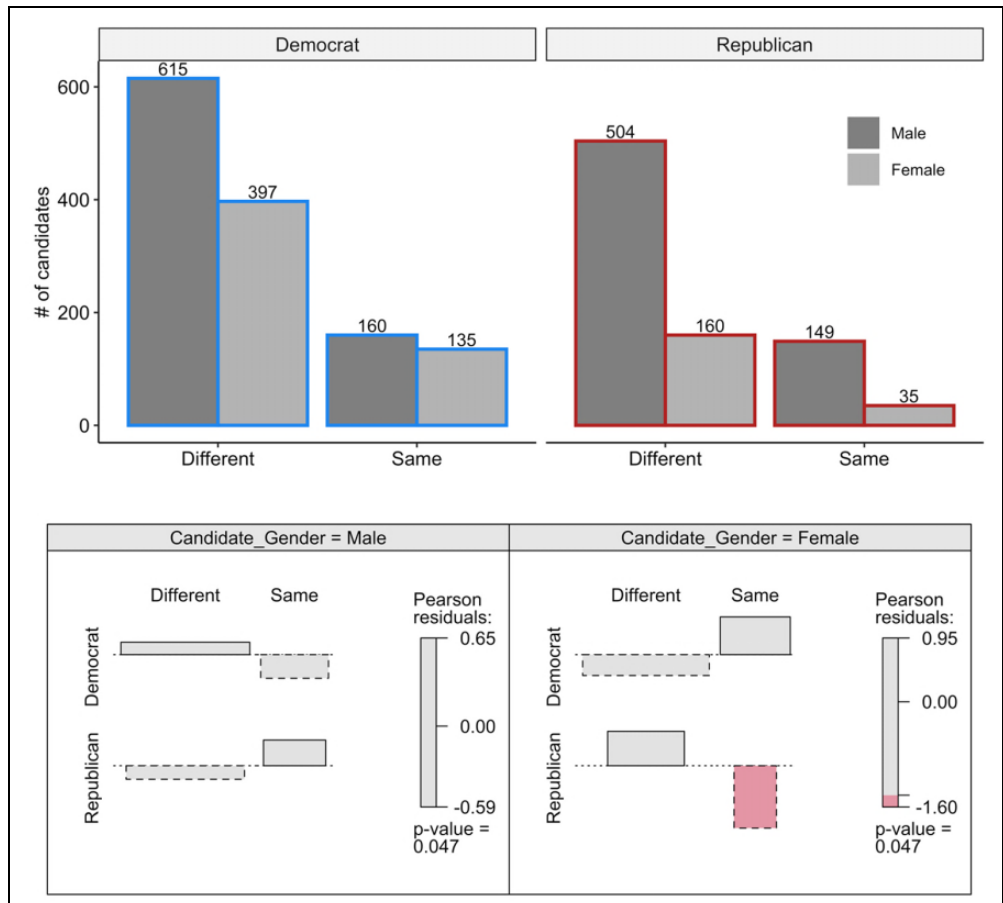 Democrat
Republican
# of candidates
600
400
200
0
615
397
160
135
504
160
149
35
Male
Female
Different
Same
Different
Same
Candidate_Gender = Male
Candidate_Gender = Female
Different
Same
Democrat
Republican
Pearson
residuals:
0.65
0.00
-0.59
p-value =
0.047
Different
Same
Democrat
Republican
Pearson
residuals:
0.95
0.00
-1.60
p-value =
0.047